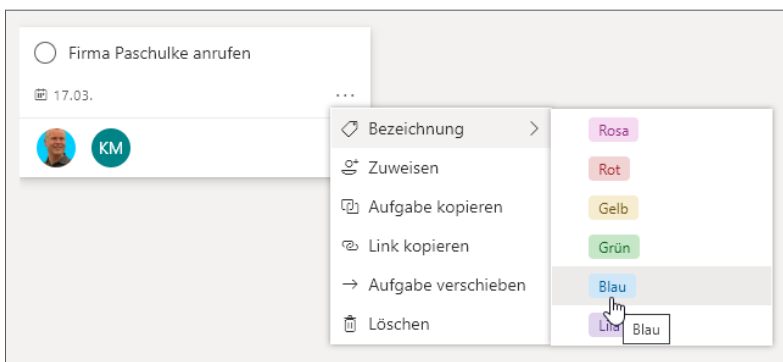 Firma Paschulke anrufen
17.03.
...
KM
Bezeichnung
Zuweisen
Aufgabe kopieren
Link kopieren
Aufgabe verschieben
Löschen
Rosa
Rot
Gelb
Grün
Blau
Lila
Blau